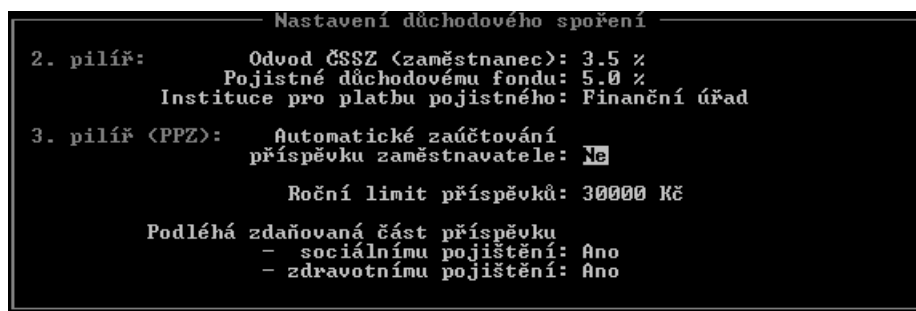 Nastavení důchodového spoření
2. pilíř: Odvod ČSSZ (zaměstnanec): 3.5 %
Pojistné důchodovému fondu: 5.0 %
Instituce pro platbu pojistného: Finanční úřad
3. pilíř (PPZ): Automatické zaúčtování
příspěvku zaměstnavatele: Ne
Roční limit příspěvků: 30000 Kč
Podléhá zdaňovaná část příspěvku
- sociálnímu pojištění: Ano
- zdravotnímu pojištění: Ano